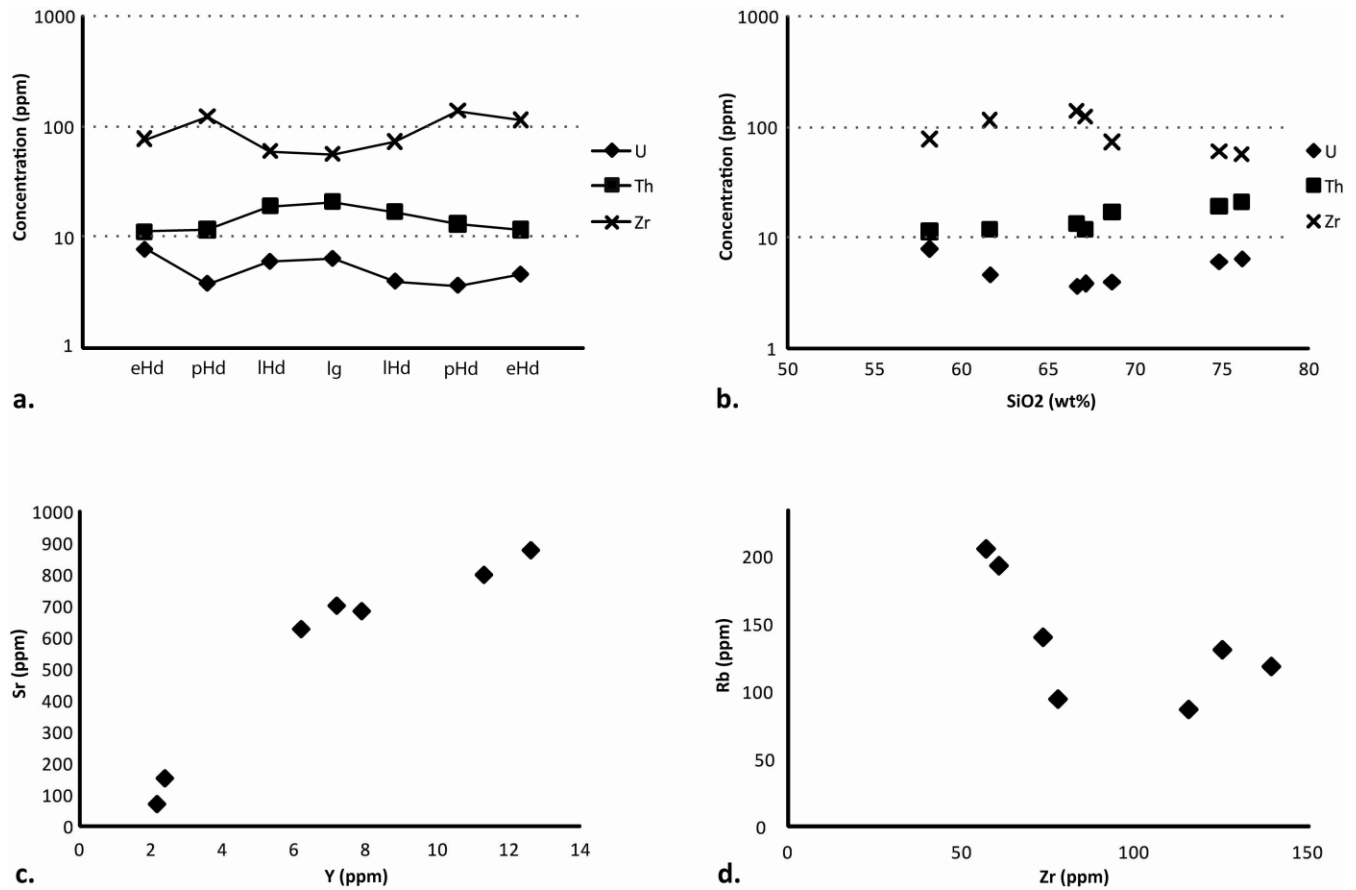 1000
100
10
1
Concentration (ppm)
eHd pHd lHd lg lHd pHd eHd
U
Th
Zr
a.
1000
100
10
1
Concentration (ppm)
50 55 60 65 70 75 80
SiO2 (wt%)
U
Th
Zr
b.
1000
900
800
700
600
500
400
300
200
100
0
Sr (ppm)
0 2 4 6 8 10 12 14
Y (ppm)
c.
200
150
100
50
0
Rb (ppm)
0 50 100 150
Zr (ppm)
d.